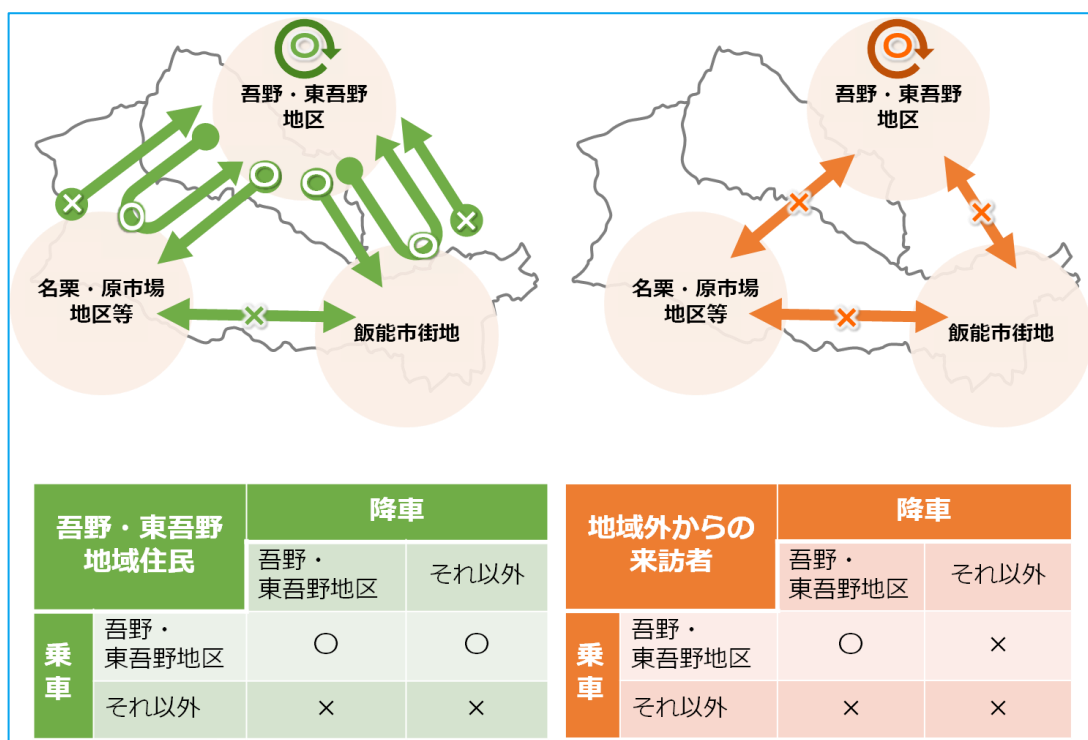 吾野・東吾野
地区
名栗・原市場
地区等
飯能市街地
吾野・東吾野
地区
名栗・原市場
地区等
飯能市街地
吾野・東吾野
地域住民
降車
吾野・
東吾野地区
それ以外
乗車
吾野・
東吾野地区
〇
〇
それ以外
×
×
地域外からの
来訪者
降車
吾野・
東吾野地区
それ以外
乗車
吾野・
東吾野地区
〇
×
それ以外
×
×